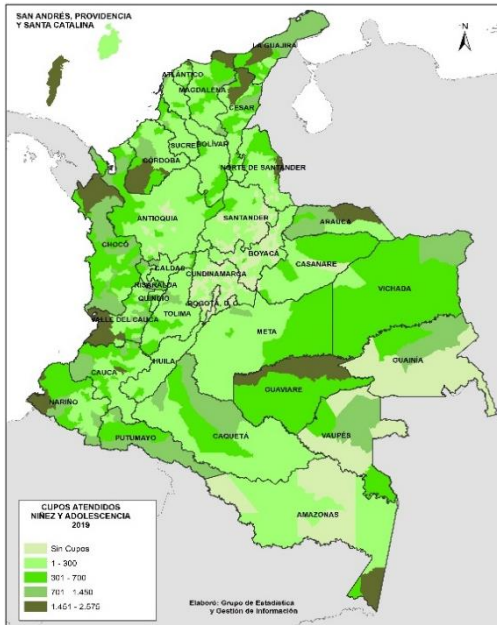 SAN ANDRÉS, PROVIDENCIA
Y SANTA CATALINA
N
LA GUAJIRA
ATLÁNTICO
MAGDALENA
CESAR
SUCRE
BOLÍVAR
CÓRDOBA
NORTE DE SANTANDER
ANTIOQUIA
SANTANDER
ARAUCA
CHOCÓ
BOYACÁ
CASANARE
CALDAS
CUNDINAMARCA
RISARALDA
VICHADA
QUINDÍO
BOGOTÁ, D. C.
VALLE DEL CAUCA
TOLIMA
META
GUAINÍA
HUILA
CAUCA
GUAVIARE
NARIÑO
VAUPÉS
PUTUMAYO
CAQUETÁ
AMAZONAS
CUPOS ATENDIDOS
NIÑEZ Y ADOLESCENCIA
2019
Sin Cupos
1 - 300
301 - 700
701 - 1.450
1.451 - 2.575
Elaboró: Grupo de Estadística
y Gestión de Información